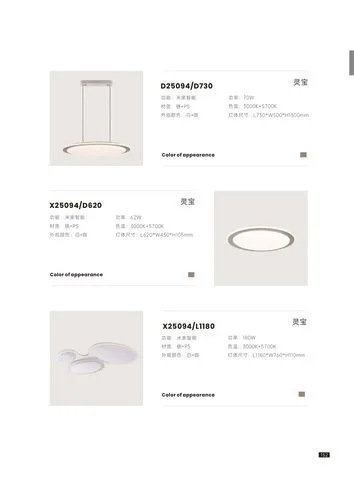 D25094/D730
灵宝
功能：米家智能
功率：70W
材质：铁+PS
色温：3000K+5700K
外观颜色：白+咖
灯体尺寸：L730*W500*H1500mm
Color of appearance
X25094/D620
灵宝
功能：米家智能
功率：62W
材质：铁+PS
色温：3000K+5700K
外观颜色：白+咖
灯体尺寸：L620*W450*H105mm
Color of appearance
X25094/L1180
灵宝
功能：米家智能
功率：180W
材质：铁+PS
色温：3000K+5700K
外观颜色：白+咖
灯体尺寸：L1180*W760*H110mm
Color of appearance
152